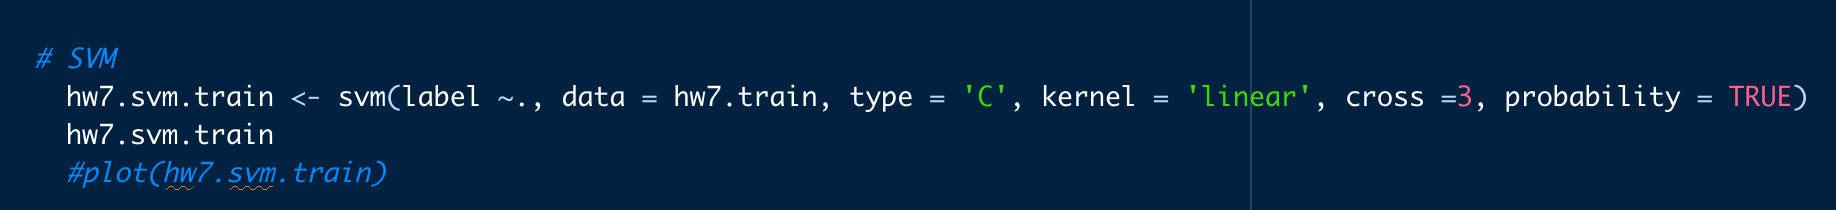 # SVM
hw7.svm.train <- svm(label ~., data = hw7.train, type = 'C', kernel = 'linear', cross =3, probability = TRUE)
hw7.svm.train
#plot(hw7.svm.train)